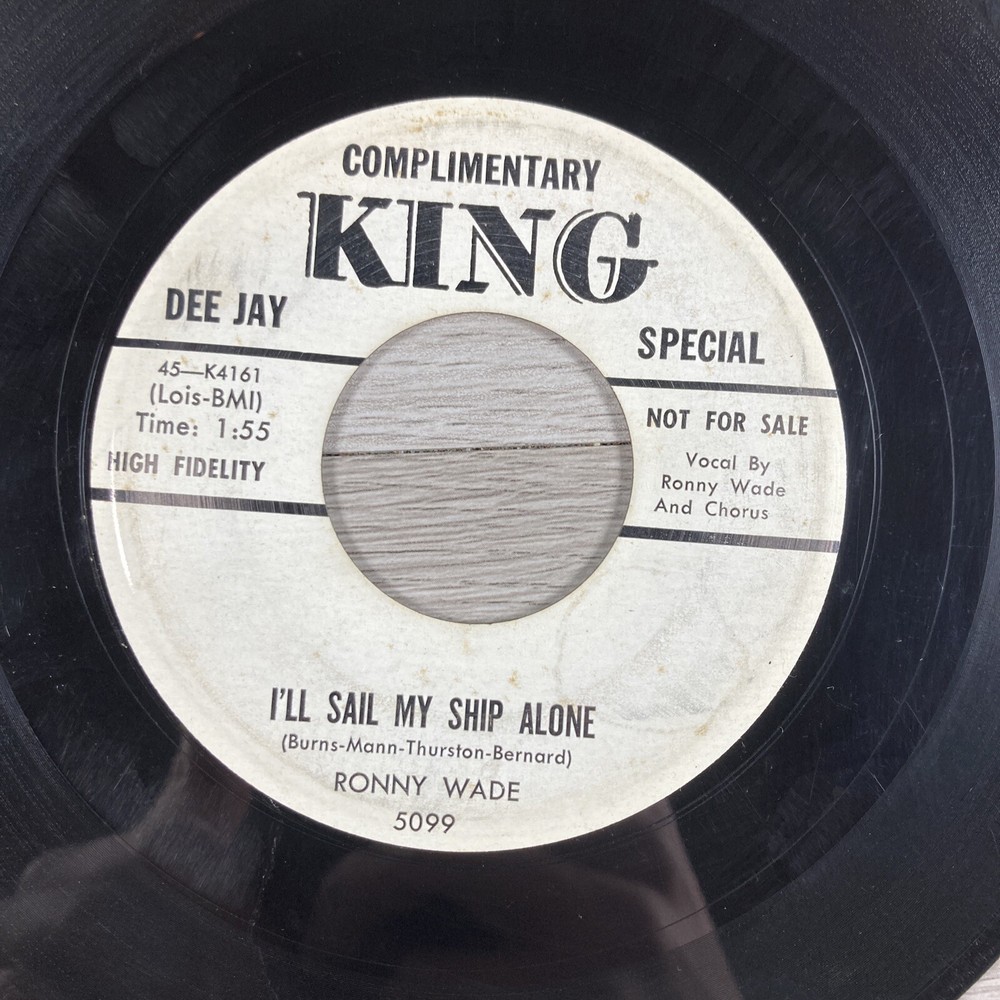 COMPLIMENTARY
KING
DEE JAY
SPECIAL
45—K4161
(Lois-BMI)
Time: 1:55
HIGH FIDELITY
NOT FOR SALE
Vocal By
Ronny Wade
And Chorus
I'LL SAIL MY SHIP ALONE
(Burns-Mann-Thurston-Bernard)
RONNY WADE
5099